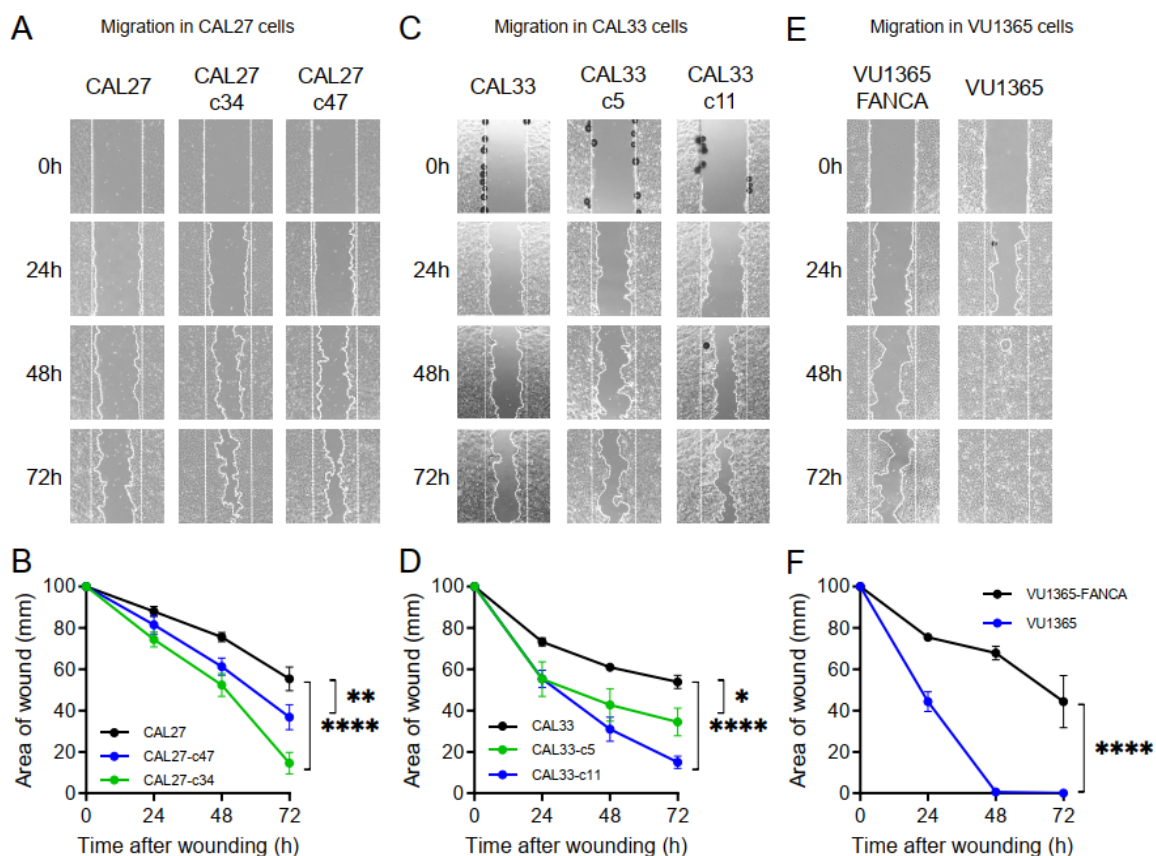 A
Migration in CAL27 cells
CAL27
CAL27 c34
CAL27 c47
0h
24h
48h
72h
C
Migration in CAL33 cells
CAL33
CAL33 c5
CAL33 c11
0h
24h
48h
72h
E
Migration in VU1365 cells
VU1365 FANCA
VU1365
0h
24h
48h
72h
B
Area of wound (mm)
100
80
60
40
20
0
CAL27
CAL27-c47
CAL27-c34
**
****
0 24 48 72
Time after wounding (h)
D
Area of wound (mm)
100
80
60
40
20
0
CAL33
CAL33-c5
CAL33-c11
*
****
0 24 48 72
Time after wounding (h)
F
Area of wound (mm)
100
80
60
40
20
0
VU1365-FANCA
VU1365
****
0 24 48 72
Time after wounding (h)